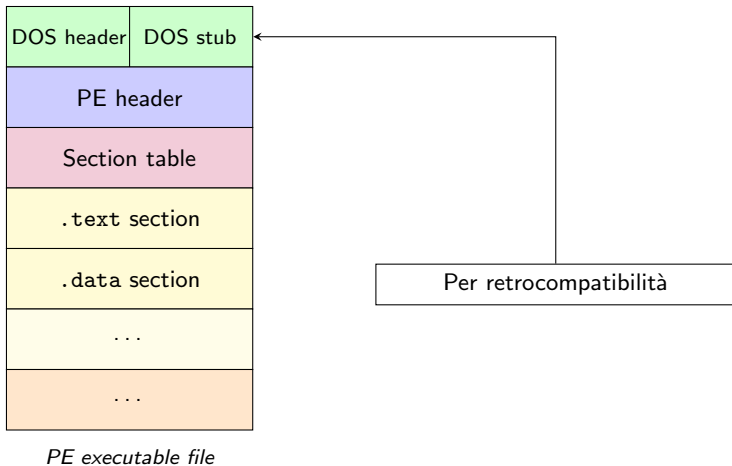 DOS header DOS stub
PE header
Section table
.text section
.data section
Per retrocompatibilità
. . .
. . .
PE executable file